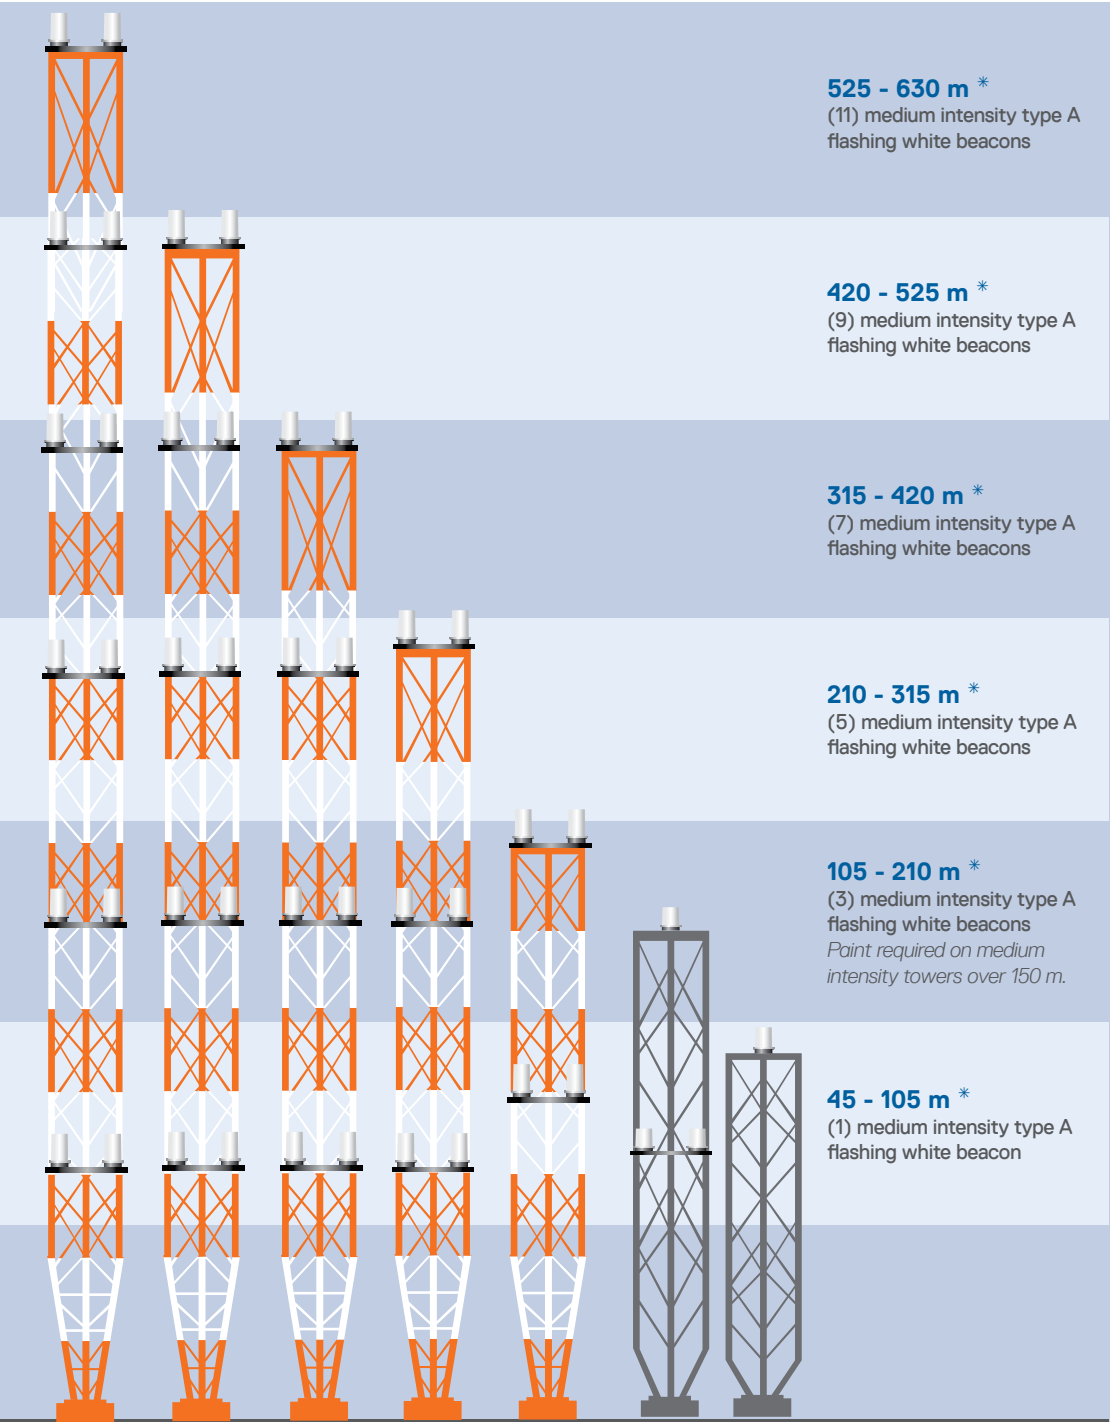 525 - 630 m *
(11) medium intensity type A
flashing white beacons
420 - 525 m *
(9) medium intensity type A
flashing white beacons
315 - 420 m *
(7) medium intensity type A
flashing white beacons
210 - 315 m *
(5) medium intensity type A
flashing white beacons
105 - 210 m *
(3) medium intensity type A
flashing white beacons
Paint required on medium
intensity towers over 150 m.
45 - 105 m *
(1) medium intensity type A
flashing white beacon